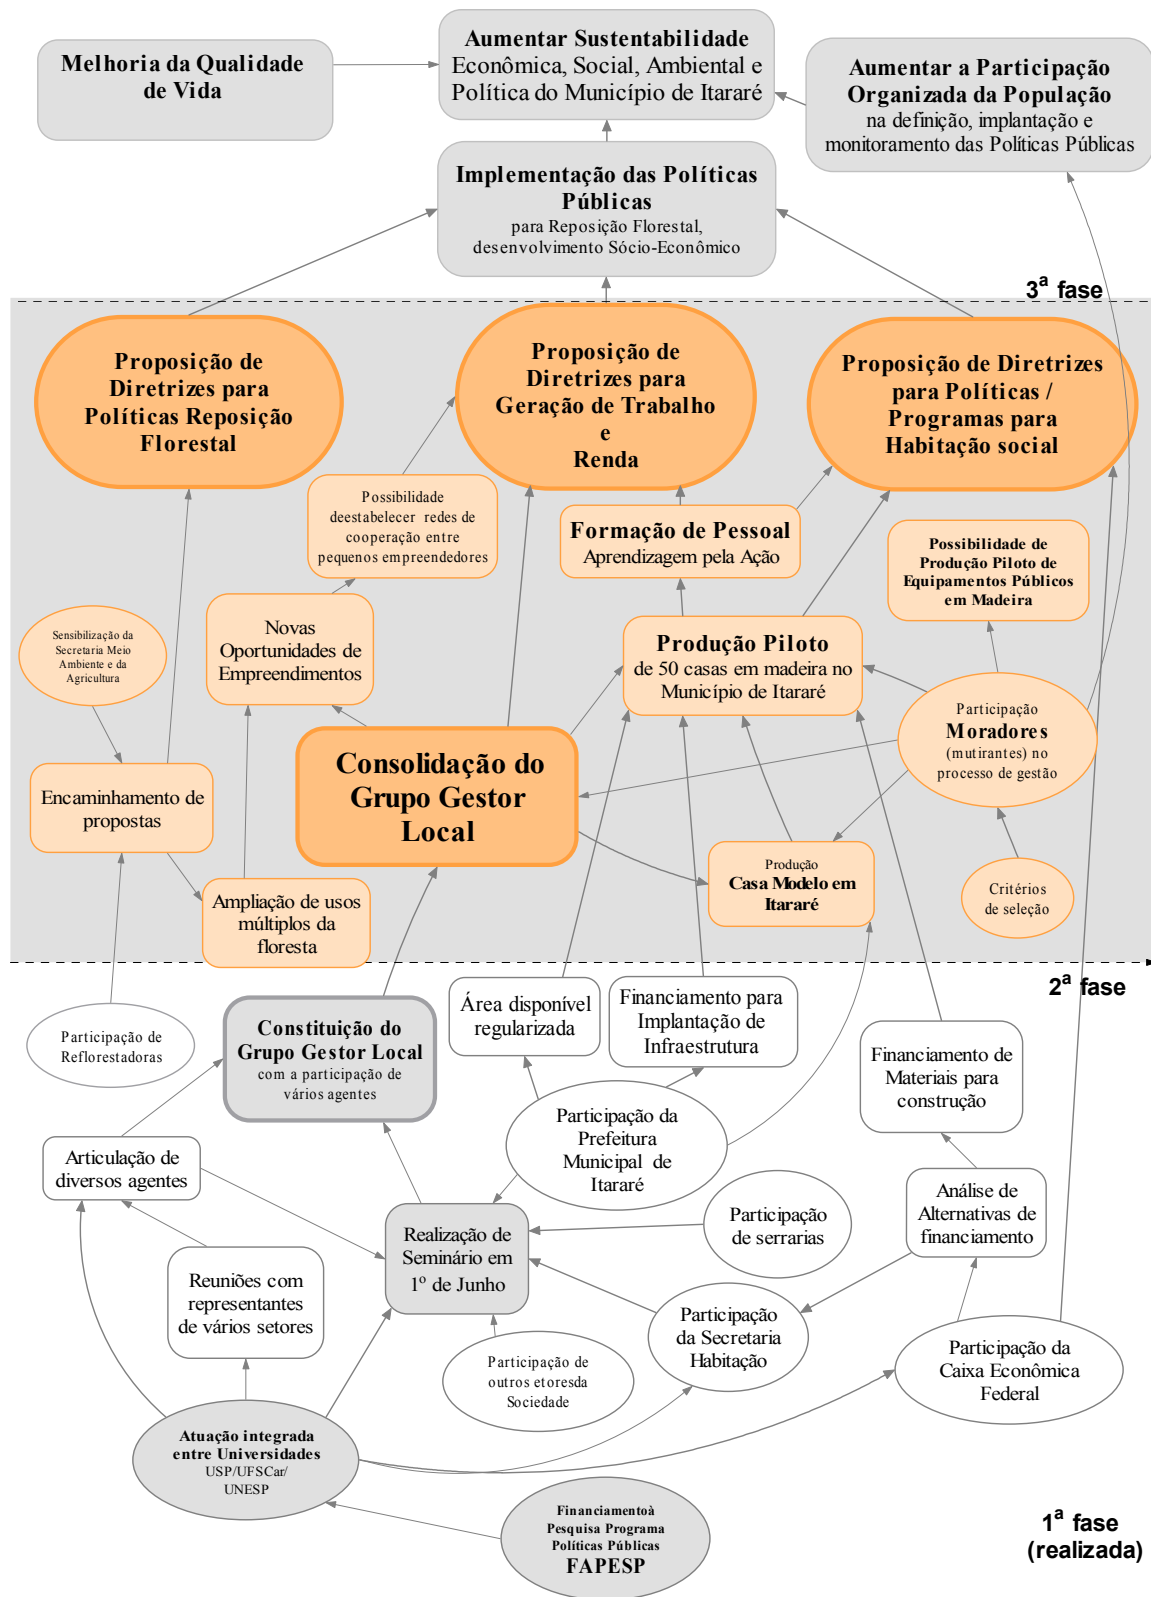 Melhoria da Qualidade
de Vida
Aumentar Sustentabilidade
Econômica, Social, Ambiental e
Política do Município de Itararé
Aumentar a Participação
Organizada da População
na definição, implantação e
monitoramento das Políticas Públicas
Implementação das Políticas
Públicas
para Reposição Florestal,
desenvolvimento Sócio-Econômico
3ª fase
Proposição de
Diretrizes para
Políticas Reposição
Florestal
Proposição de
Diretrizes para
Geração de Trabalho
e
Renda
Proposição de Diretrizes
para Políticas /
Programas para
Habitação social
Possibilidade
deestabelecer redes de
cooperação entre
pequenos empreendedores
Formação de Pessoal
Aprendizagem pela Ação
Possibilidade de
Produção Piloto de
Equipamentos Públicos
em Madeira
Sensibilização da
Secretaria Meio
Ambiente e da
Agricultura
Novas
Oportunidades de
Empreendimentos
Produção Piloto
de 50 casas em madeira no
Município de Itararé
Participação
Moradores
(mutirantes) no
processo de gestão
Consolidação do
Grupo Gestor
Local
Encaminhamento de
propostas
Produção
Casa Modelo em
Itararé
Critérios
de seleção
Ampliação de usos
múltiplos da
floresta
2ª fase
Participação de
Reflorestadoras
Constituição do
Grupo Gestor Local
com a participação de
vários agentes
Área disponível
regularizada
Financiamento para
Implantação de
Infraestrutura
Financiamento de
Materiais para
construção
Participação da
Prefeitura
Municipal de
Itararé
Articulação de
diversos agentes
Análise de
Alternativas de
financiamento
Participação
de serrarias
Realização de
Seminário em
1º de Junho
Reuniões com
representantes
de vários setores
Participação
da Secretaria
Habitação
Participação da
Caixa Econômica
Federal
Participação de
outros etoresda
Sociedade
Atuação integrada
entre Universidades
USP/UFSCar/
UNESP
Financiamentoà
Pesquisa Programa
Políticas Públicas
FAPESP
1ª fase
(realizada)